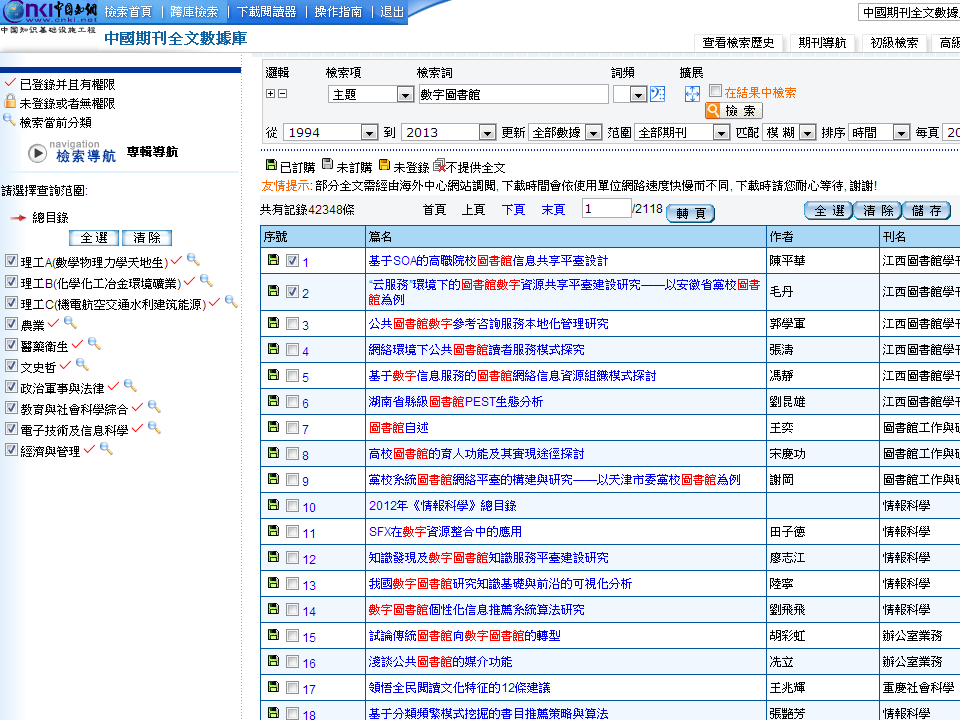 CNKI 中国知网
www.cnki.net
中国知识基础设施工程
檢索首頁 | 跨庫檢索 | 下載閱讀器 | 操作指南 | 退出
中國期刊全文數據
中國期刊全文數據庫
查看檢索歷史 期刊導航 初級檢索 高級
已登錄并且有權限
未登錄或者無權限
檢索當前分類
navigation
檢索導航 專輯導航
請選擇查詢范圍:
總目錄
全選 清除
理工A(數學物理力學天地生)
理工B(化學化工冶金環境礦業)
理工C(機電航空交通水利建筑能源)
農業
醫藥衛生
文史哲
政治軍事與法律
教育與社會科學綜合
電子技術及信息科學
經濟與管理
邏輯 檢索項 檢索詞 詞頻 擴展
主題 數字圖書館 在結果中檢索
檢 索
從 1994 到 2013 更新 全部數據 范圍 全部期刊 匹配 模 糊 排序 時間 每頁 20
已訂購 未訂購 未登錄 不提供全文
友情提示: 部分全文需經由海外中心網站調閱, 下載時間會依使用單位網路速度快慢而不同, 下載時請您耐心等待, 謝謝!
共有記錄42348條 首頁 上頁 下頁 末頁 1 /2118 轉 頁 全 選 清 除 儲 存
序號 篇名 作者 刊名
1 基于SOA的高職院校圖書館信息共享平臺設計 陳平華 江西圖書館學
2 “云服務”環境下的圖書館數字資源共享平臺建設研究——以安徽省黨校圖書
館為例 毛丹 江西圖書館學
3 公共圖書館數字參考咨詢服務本地化管理研究 郭學軍 江西圖書館學
4 網絡環境下公共圖書館讀者服務模式探究 張濤 江西圖書館學
5 基于數字信息服務的圖書館網絡信息資源組織模式探討 馮靜 江西圖書館學
6 湖南省縣級圖書館PEST生態分析 劉昆雄 江西圖書館學
7 圖書館自述 王奕 圖書館工作與研
8 高校圖書館的育人功能及其實現途徑探討 宋慶功 圖書館工作與研
9 黨校系統圖書館網絡平臺的構建與研究——以天津市委黨校圖書館為例 謝岡 圖書館工作與研
10 2012年《情報科學》總目錄 情報科學
11 SFX在數字資源整合中的應用 田子德 情報科學
12 知識發現及數字圖書館知識服務平臺建設研究 廖志江 情報科學
13 我國數字圖書館研究知識基礎與前沿的可視化分析 陸寧 情報科學
14 數字圖書館個性化信息推薦系統算法研究 劉飛飛 情報科學
15 試論傳統圖書館向數字圖書館的轉型 胡彩虹 辦公室業務
16 淺談公共圖書館的媒介功能 冼立 辦公室業務
17 領悟全民閱讀文化特征的12條建議 王兆輝 重慶社會科學
18 基于分類頻繁模式挖掘的書目推薦策略與算法 張豔芳 情報科學